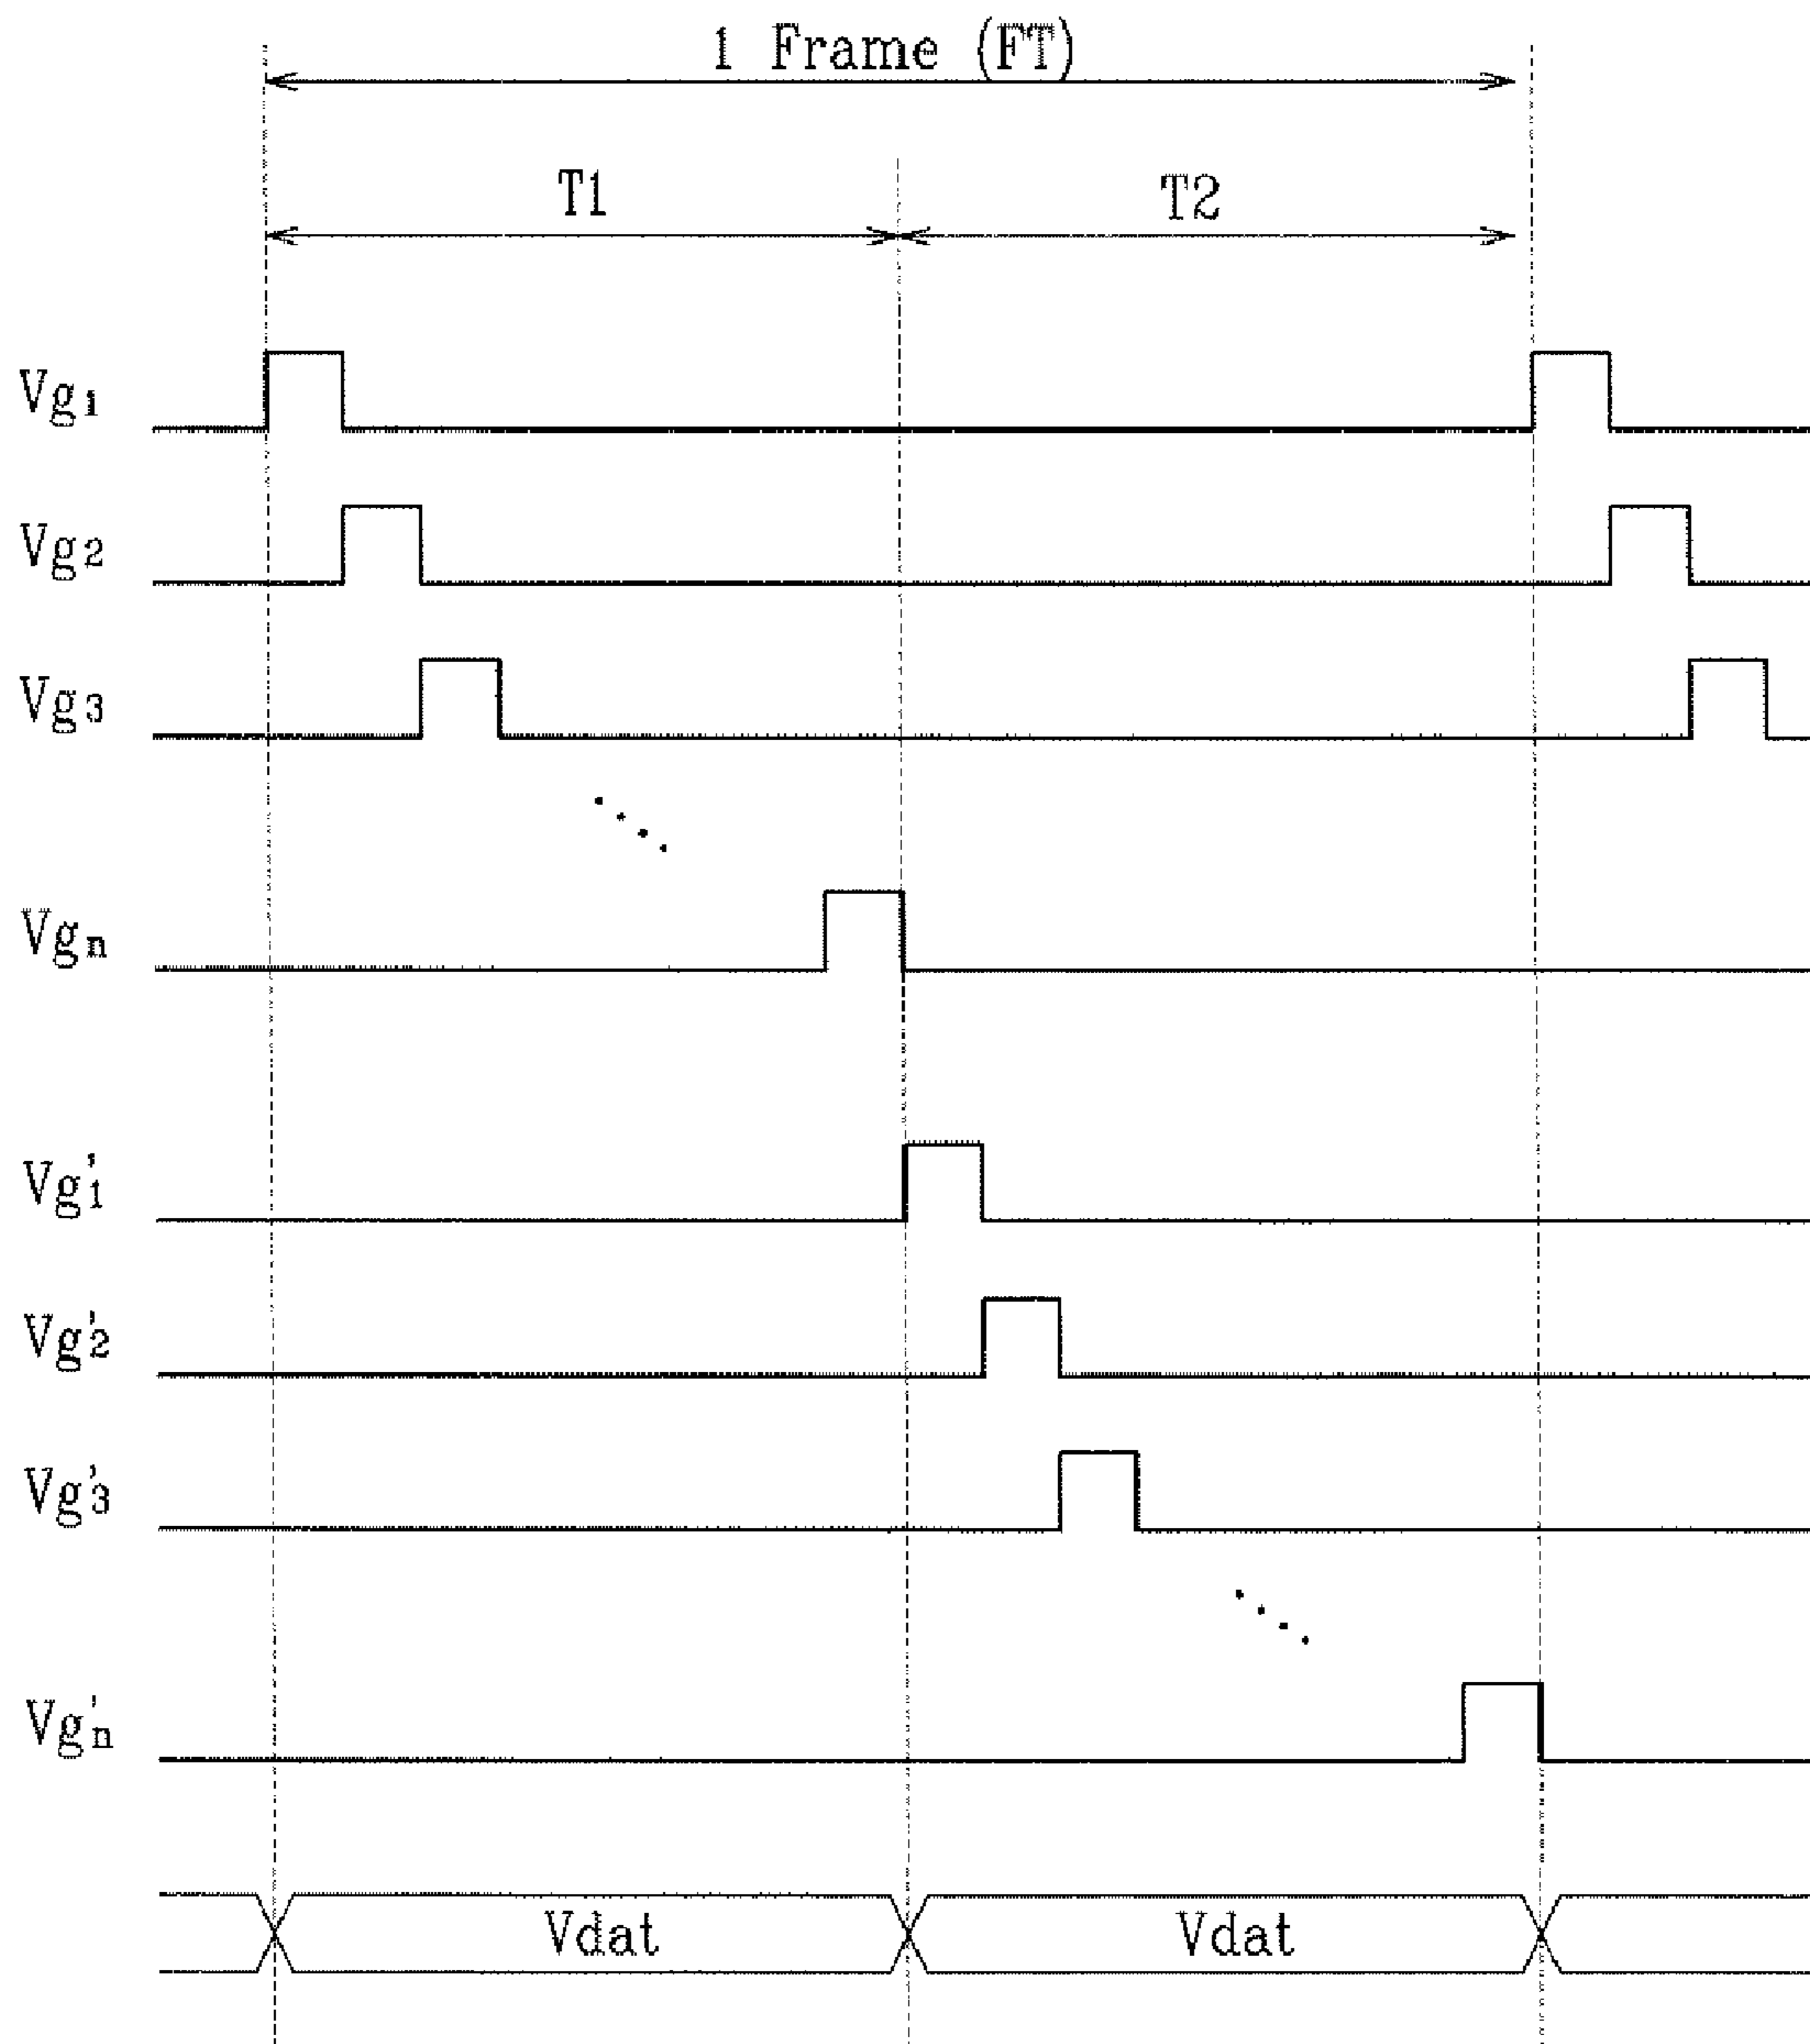 1 Frame (FT)
T1 T2
Vg1
Vg2
Vg3
Vgn
Vg'1
Vg'2
Vg'3
Vg'n
Vdat Vdat